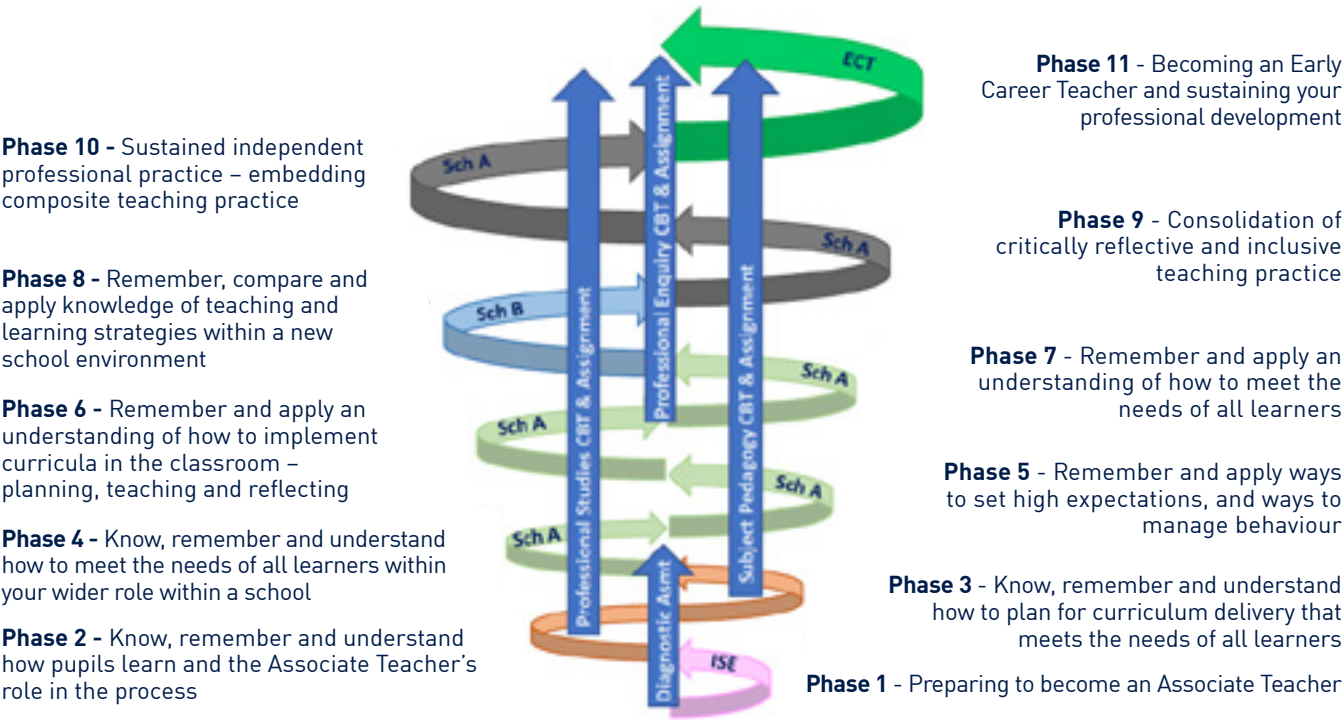 Phase 11 - Becoming an Early
Career Teacher and sustaining your
professional development
Phase 10 - Sustained independent
professional practice – embedding
composite teaching practice
Phase 9 - Consolidation of
critically reflective and inclusive
teaching practice
Phase 8 - Remember, compare and
apply knowledge of teaching and
learning strategies within a new
school environment
Phase 7 - Remember and apply an
understanding of how to meet the
needs of all learners
Phase 6 - Remember and apply an
understanding of how to implement
curricula in the classroom –
planning, teaching and reflecting
Phase 5 - Remember and apply ways
to set high expectations, and ways to
manage behaviour
Phase 4 - Know, remember and understand
how to meet the needs of all learners within
your wider role within a school
Phase 3 - Know, remember and understand
how to plan for curriculum delivery that
meets the needs of all learners
Phase 2 - Know, remember and understand
how pupils learn and the Associate Teacher's
role in the process
Phase 1 - Preparing to become an Associate Teacher
ECT
Sch A
Sch A
Sch B
Sch A
Sch A
Sch A
Sch A
ISE
Professional Studies CBT & Assignment
Professional Enquiry CBT & Assignment
Subject Pedagogy CBT & Assignment
Diagnostic Asmt